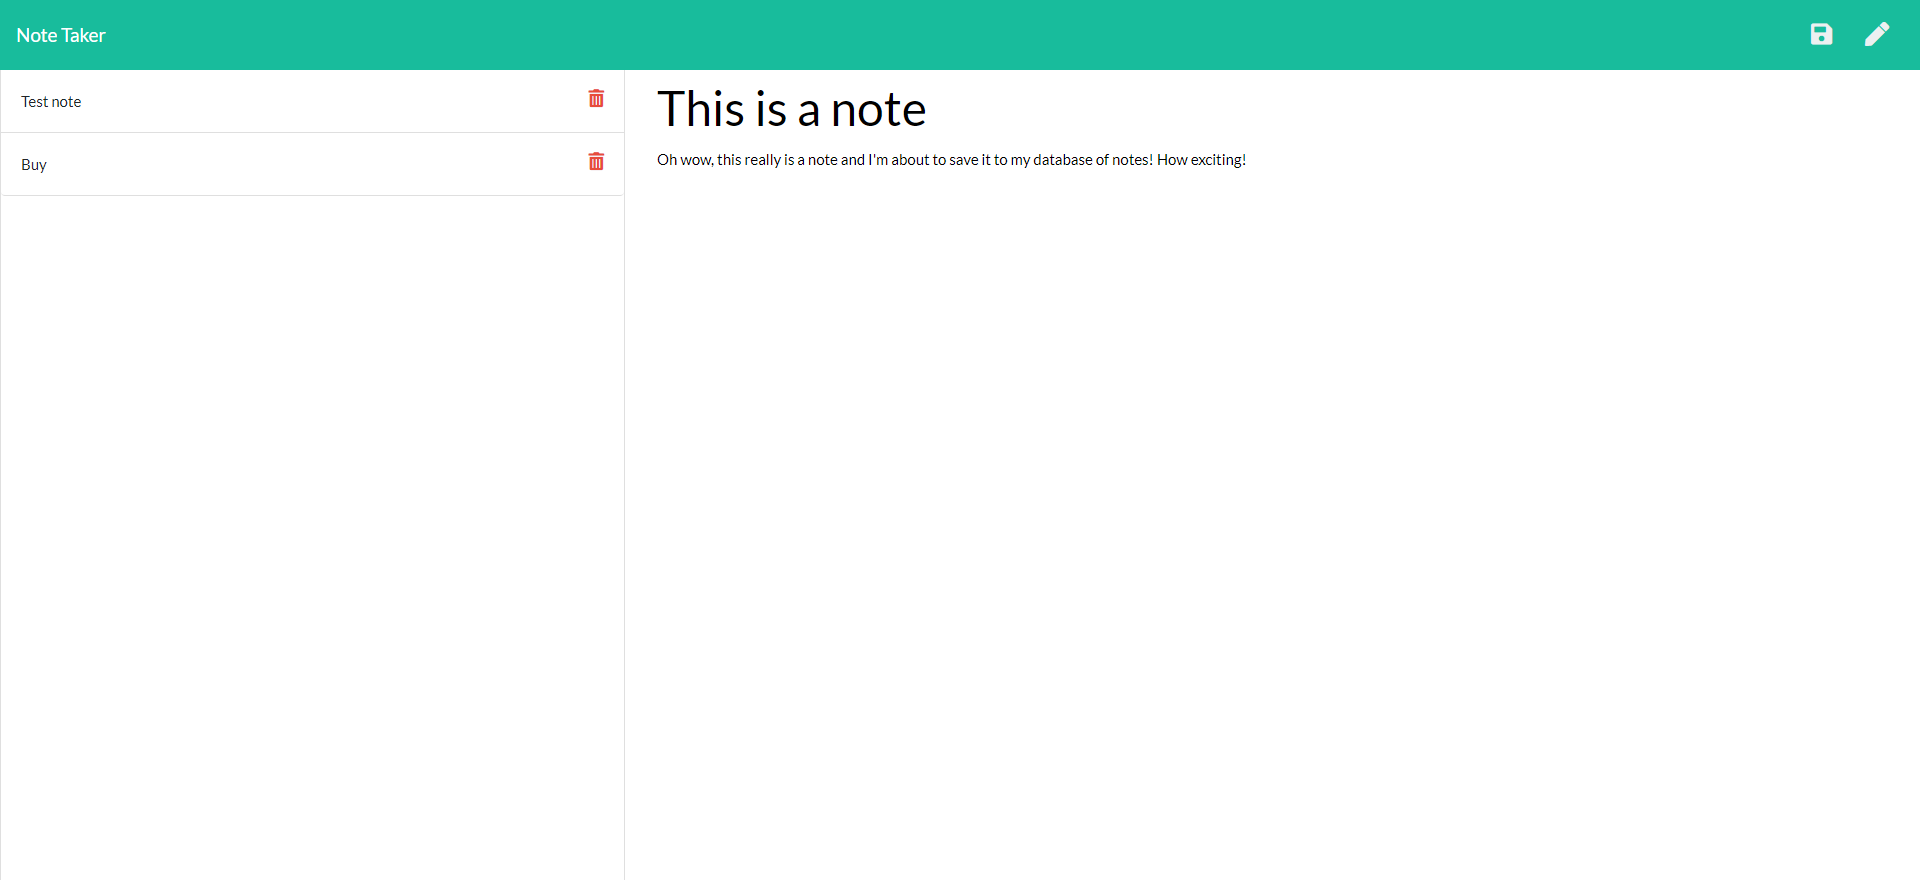 Note Taker
Test note
Buy
This is a note
Oh wow, this really is a note and I'm about to save it to my database of notes! How exciting!